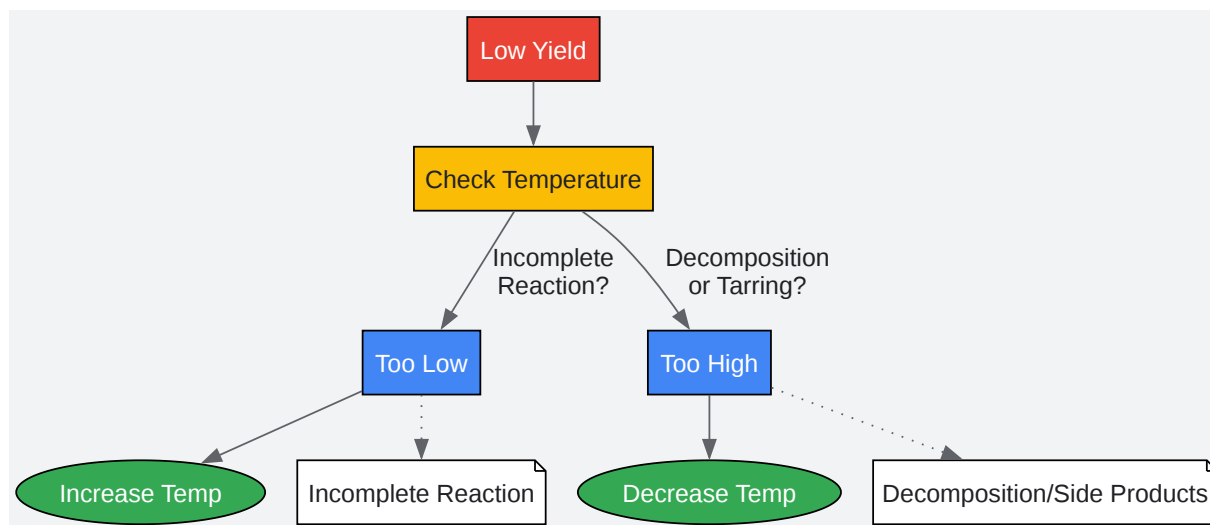 Low Yield
Check Temperature
Incomplete
Reaction?
Decomposition
or Tarring?
Too Low
Too High
Increase Temp
Incomplete Reaction
Decrease Temp
Decomposition/Side Products